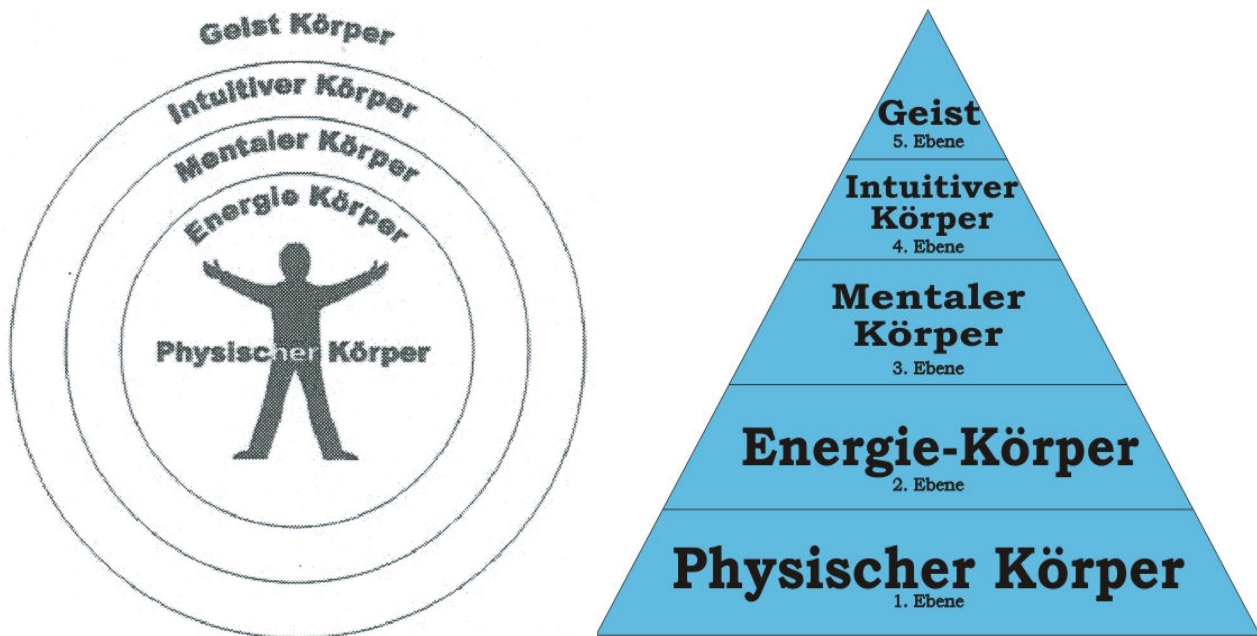 Geist Körper
Intuitiver Körper
Mentaler Körper
Energie Körper
Physischer Körper
Geist
5. Ebene
Intuitiver
Körper
4. Ebene
Mentaler
Körper
3. Ebene
Energie-Körper
2. Ebene
Physischer Körper
1. Ebene